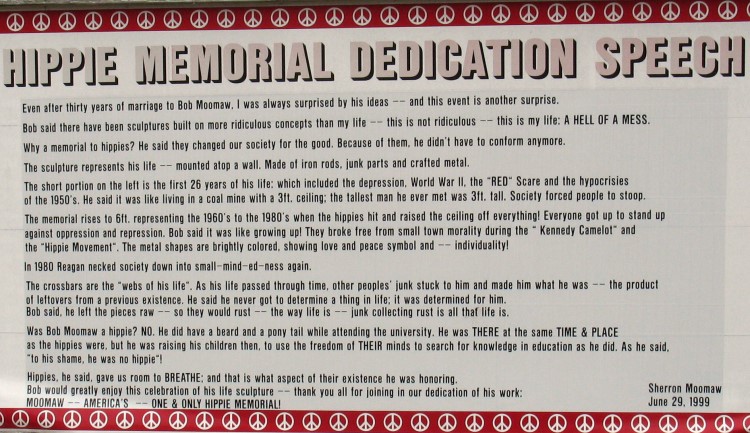 HIPPIE MEMORIAL DEDICATION SPEECH
Even after thirty years of marriage to Bob Moomaw, I was always surprised by his ideas -- and this event is another surprise.
Bob said there have been sculptures built on more ridiculous concepts than my life -- this is not ridiculous -- this is my life: A HELL OF A MESS.
Why a memorial to hippies? He said they changed our society for the good. Because of them, he didn't have to conform anymore.
The sculpture represents his life -- mounted atop a wall. Made of iron rods, junk parts and crafted metal.
The short portion on the left is the first 26 years of his life; which included the depression, World War II, the "RED" Scare and the hypocrisies
of the 1950's. He said it was like living in a coal mine with a 3ft. ceiling; the tallest man he ever met was 3ft. tall. Society forced people to stoop.
The memorial rises to 6ft. representing the 1960's to the 1980's when the hippies hit and raised the ceiling off everything! Everyone got up to stand up
against oppression and repression. Bob said it was like growing up! They broke free from small town morality during the " Kennedy Camelot" and
the "Hippie Movement". The metal shapes are brightly colored, showing love and peace symbol and -- individuality!
In 1980 Reagan necked society down into small-mind-ed-ness again.
The crossbars are the "webs of his life". As his life passed through time, other peoples' junk stuck to him and made him what he was -- the product
of leftovers from a previous existence. He said he never got to determine a thing in life; it was determined for him.
Bob said, he left the pieces raw -- so they would rust -- the way life is -- junk collecting rust is all that life is.
Was Bob Moomaw a hippie? NO. He did have a beard and a pony tail while attending the university. He was THERE at the same TIME & PLACE
as the hippies were, but he was raising his children then, to use the freedom of THEIR minds to search for knowledge in education as he did. As he said,
"to his shame, he was no hippie"!
Hippies, he said, gave us room to BREATHE; and that is what aspect of their existence he was honoring.
Bob would greatly enjoy this celebration of his life sculpture -- thank you all for joining in our dedication of his work:
MOOMAW -- AMERICA'S -- ONE & ONLY HIPPIE MEMORIAL!
Sherron Moomaw
June 29, 1999